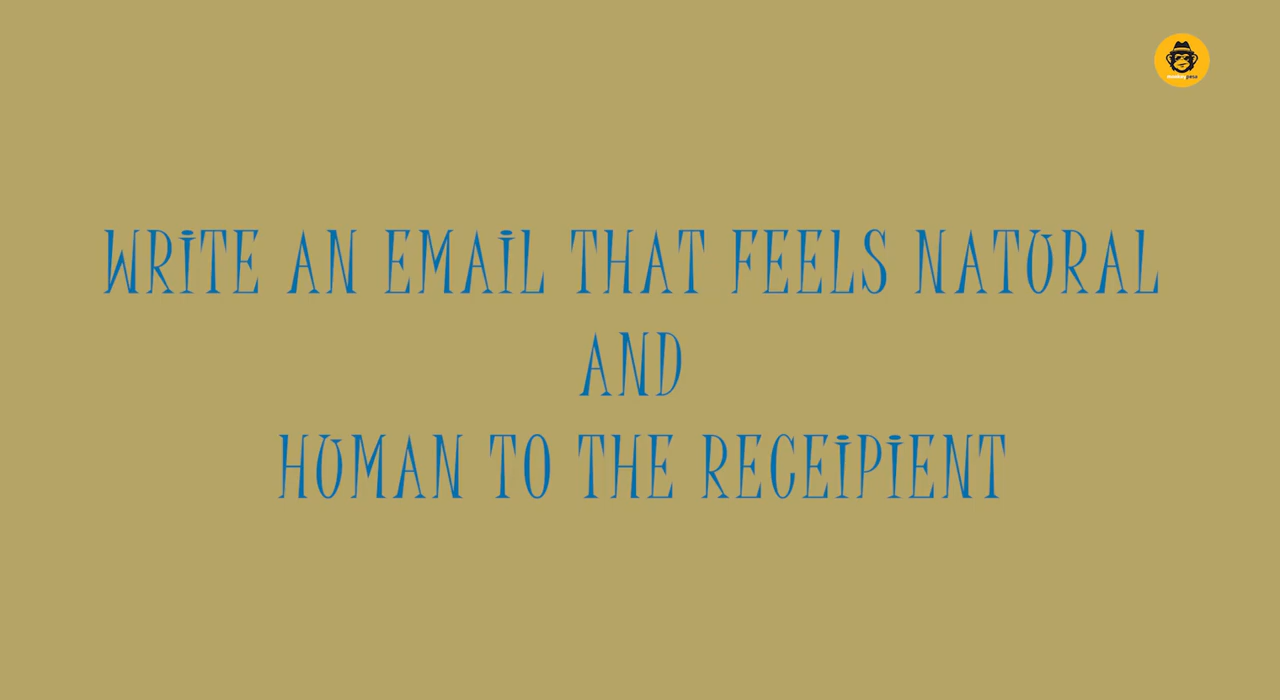 WRITE AN EMAIL THAT FEELS NATURAL
AND
HUMAN TO THE RECEIPIENT